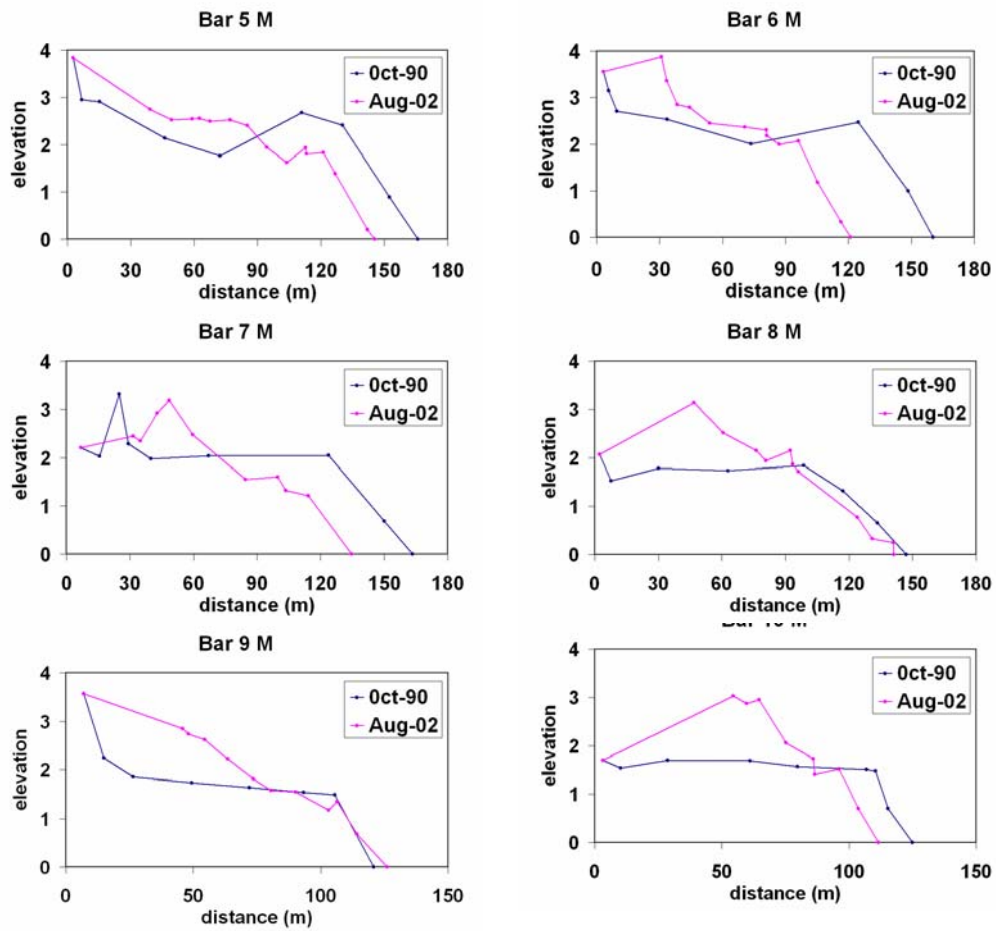 Bar 5 M
4
3
2
1
0
elevation
0 30 60 90 120 150 180
distance (m)
0ct-90
Aug-02
Bar 6 M
4
3
2
1
0
elevation
0 30 60 90 120 150 180
distance (m)
0ct-90
Aug-02
Bar 7 M
4
3
2
1
0
elevation
0 30 60 90 120 150 180
distance (m)
0ct-90
Aug-02
Bar 8 M
4
3
2
1
0
elevation
0 30 60 90 120 150 180
distance (m)
0ct-90
Aug-02
Bar 9 M
4
3
2
1
0
elevation
0 50 100 150
distance (m)
0ct-90
Aug-02
4
3
2
1
0
elevation
0 50 100 150
distance (m)
0ct-90
Aug-02